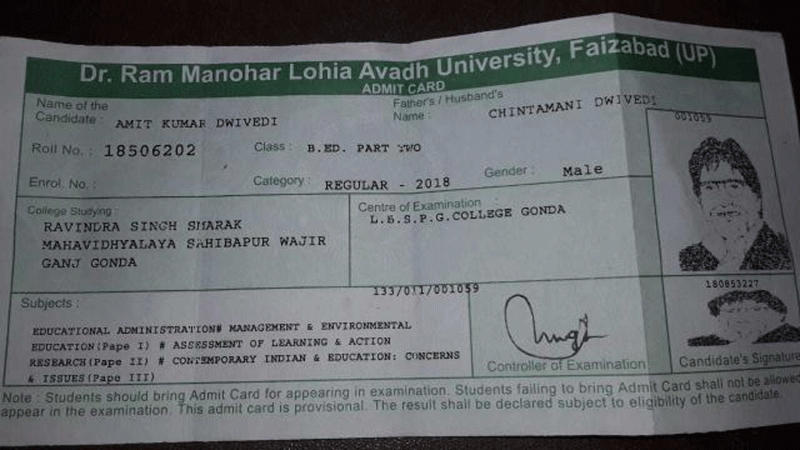 Dr. Ram Manohar Lohia Avadh University, Faizabad (UP)
ADMIT CARD
Name of the Candidate : AMIT KUMAR DWIVEDI
Father's / Husband's Name : CHINTAMANI DWIVEDI
001059
Roll No. : 18506202
Class : B.ED. PART TWO
Enrol. No. :
Category : REGULAR - 2018
Gender : Male
College Studying :
RAVINDRA SINGH SMARAK
MAHAVIDHYALAYA SAHIBAPUR WAJIR
GANJ GONDA
Centre of Examination :
L.B.S.P.G.COLLEGE GONDA
133/011/001059
180853227
Subjects :
EDUCATIONAL ADMINISTRATION# MANAGEMENT & ENVIRONMENTAL
EDUCATION(Pape I) # ASSESSMENT OF LEARNING & ACTION
RESEARCH(Pape II) # CONTEMPORARY INDIAN & EDUCATION: CONCERNS
& ISSUES(Pape III)
Controller of Examination
Candidate's Signature
Note : Students should bring Admit Card for appearing in examination. Students failing to bring Admit Card shall not be allowed
appear in the examination. This admit card is provisional. The result shall be declared subject to eligibility of the candidate.